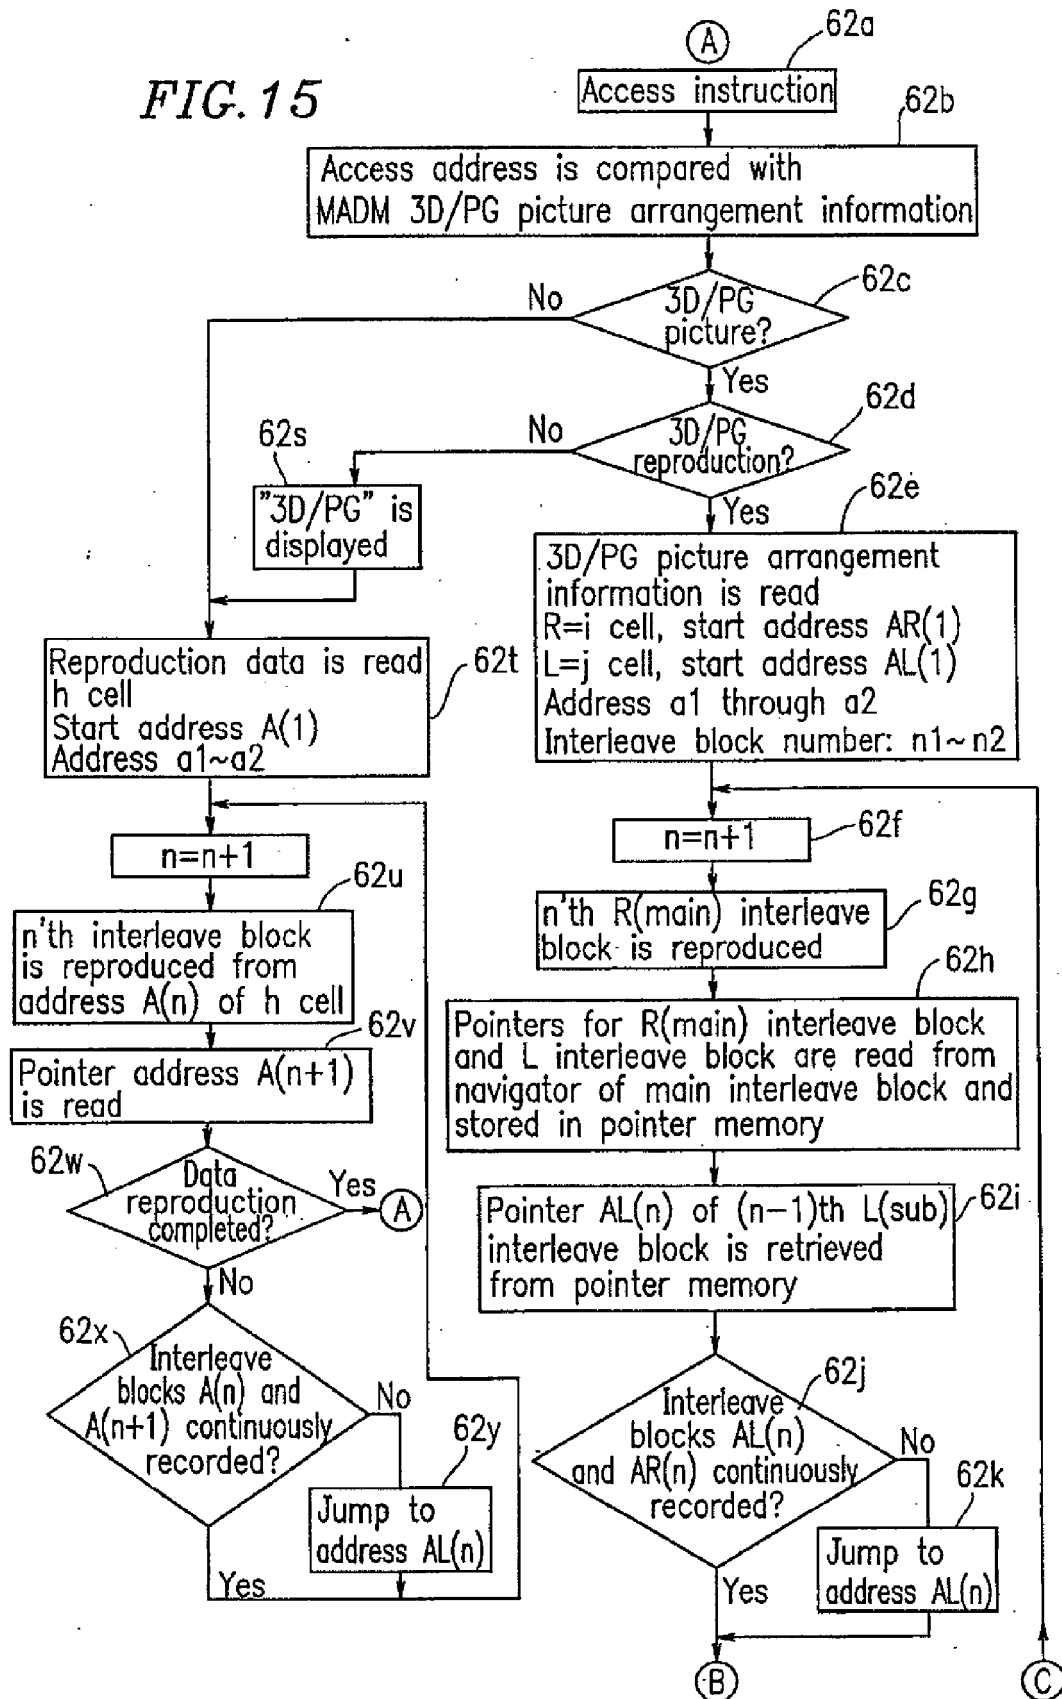 FIG. 15
A
62a
Access instruction
62b
Access address is compared with
MADM 3D/PG picture arrangement information
62c
3D/PG
picture?
No
Yes
62d
3D/PG
reproduction?
No
Yes
62s
"3D/PG" is
displayed
62e
3D/PG picture arrangement
information is read
R=i cell, start address AR(1)
L=j cell, start address AL(1)
Address a1 through a2
Interleave block number: n1~n2
62t
Reproduction data is read
h cell
Start address A(1)
Address a1~a2
n=n+1
62u
n'th interleave block
is reproduced from
address A(n) of h cell
62v
Pointer address A(n+1)
is read
62w
Data
reproduction
completed?
Yes
A
No
62x
Interleave
blocks A(n) and
A(n+1) continuously
recorded?
No
62y
Jump to
address AL(n)
Yes
62f
n=n+1
62g
n'th R(main) interleave
block is reproduced
62h
Pointers for R(main) interleave block
and L interleave block are read from
navigator of main interleave block and
stored in pointer memory
62i
Pointer AL(n) of (n-1)th L(sub)
interleave block is retrieved
from pointer memory
62j
Interleave
blocks AL(n)
and AR(n) continuously
recorded?
No
62k
Jump to
address AL(n)
Yes
B
C